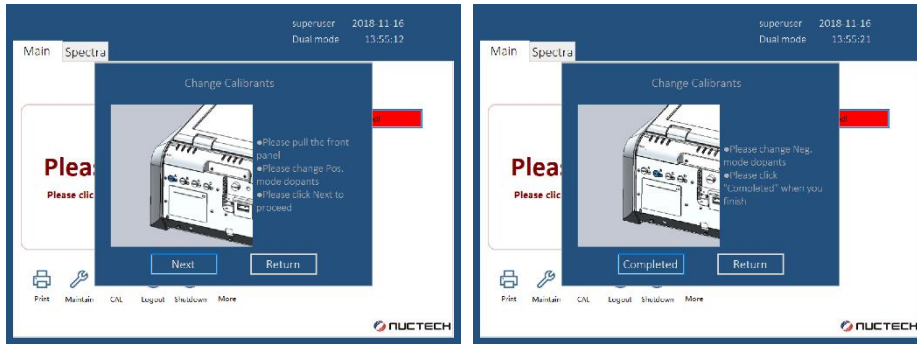 superuser 2018-11-16
Dual mode 13:55:12
Main Spectra
Change Calibrants
●Please pull the front
panel
●Please change Pos.
mode dopants
●Please click Next to
proceed
Please clic
Next Return
Print Maintain CAL Logout Shutdown More
NUCTECH
superuser 2018-11-16
Dual mode 13:55:21
Main Spectra
Change Calibrants
●Please change Neg.
mode dopants
●Please click
"Completed" when you
finish
Please clic
Completed Return
Print Maintain CAL Logout Shutdown More
NUCTECH